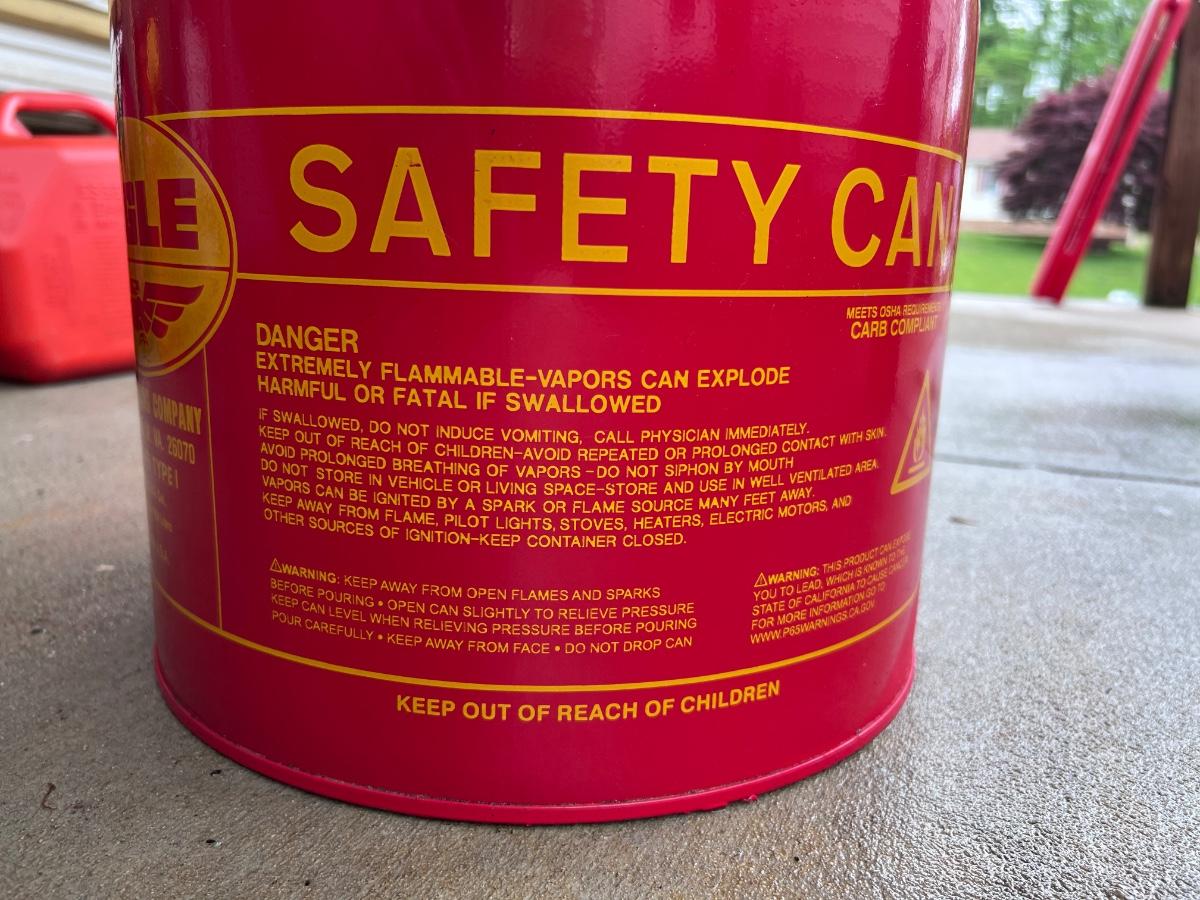 SAFETY CAN
MEETS OSHA REQUIREMENTS
CARB COMPLIANT
DANGER
EXTREMELY FLAMMABLE-VAPORS CAN EXPLODE
HARMFUL OR FATAL IF SWALLOWED
IF SWALLOWED, DO NOT INDUCE VOMITING, CALL PHYSICIAN IMMEDIATELY.
KEEP OUT OF REACH OF CHILDREN-AVOID REPEATED OR PROLONGED CONTACT WITH SKIN.
AVOID PROLONGED BREATHING OF VAPORS-DO NOT SIPHON BY MOUTH
DO NOT STORE IN VEHICLE OR LIVING SPACE-STORE AND USE IN WELL VENTILATED AREA.
VAPORS CAN BE IGNITED BY A SPARK OR FLAME SOURCE MANY FEET AWAY.
KEEP AWAY FROM FLAME, PILOT LIGHTS, STOVES, HEATERS, ELECTRIC MOTORS, AND
OTHER SOURCES OF IGNITION-KEEP CONTAINER CLOSED.
COMPANY
VA. 26070
TYPE I
⚠WARNING: KEEP AWAY FROM OPEN FLAMES AND SPARKS
BEFORE POURING • OPEN CAN SLIGHTLY TO RELIEVE PRESSURE
KEEP CAN LEVEL WHEN RELIEVING PRESSURE BEFORE POURING
POUR CAREFULLY • KEEP AWAY FROM FACE • DO NOT DROP CAN
⚠WARNING: THIS PRODUCT CAN EXPOSE
YOU TO LEAD, WHICH IS KNOWN TO THE
STATE OF CALIFORNIA TO CAUSE CANCER
FOR MORE INFORMATION GO TO
WWW.P65WARNINGS.CA.GOV
KEEP OUT OF REACH OF CHILDREN